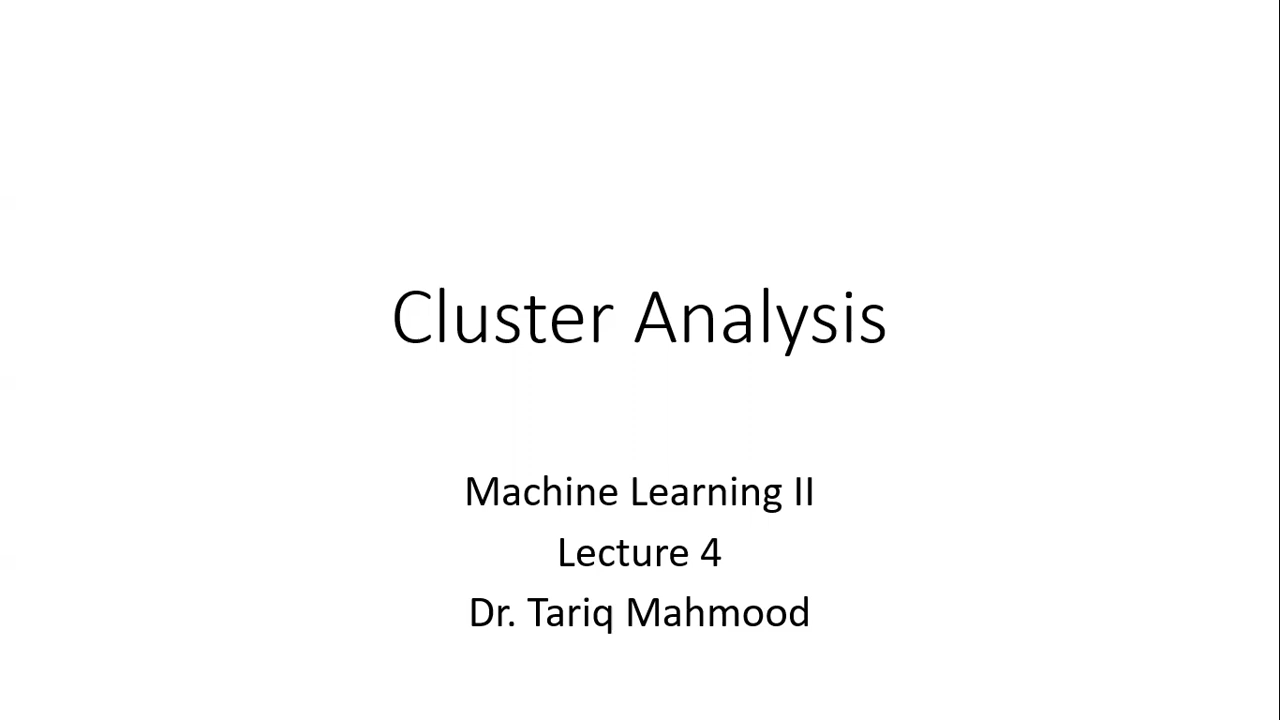 Cluster Analysis
Machine Learning II
Lecture 4
Dr. Tariq Mahmood